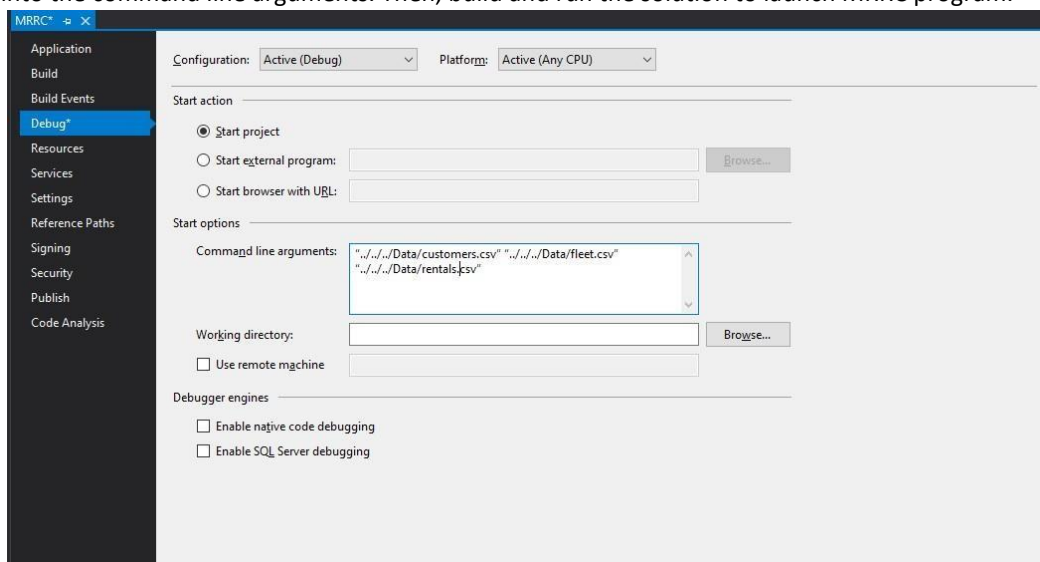 into the command line arguments. Then, build and run the solution to launch MRRC program.
MRRC*
Application
Build
Build Events
Debug*
Resources
Services
Settings
Reference Paths
Signing
Security
Publish
Code Analysis
Configuration: Active (Debug) Platform: Active (Any CPU)
Start action
Start project
Start external program: Browse...
Start browser with URL:
Start options
Command line arguments: "../../../Data/customers.csv" "../../../Data/fleet.csv"
"../../../Data/rentals.csv"
Working directory: Browse...
Use remote machine
Debugger engines
Enable native code debugging
Enable SQL Server debugging